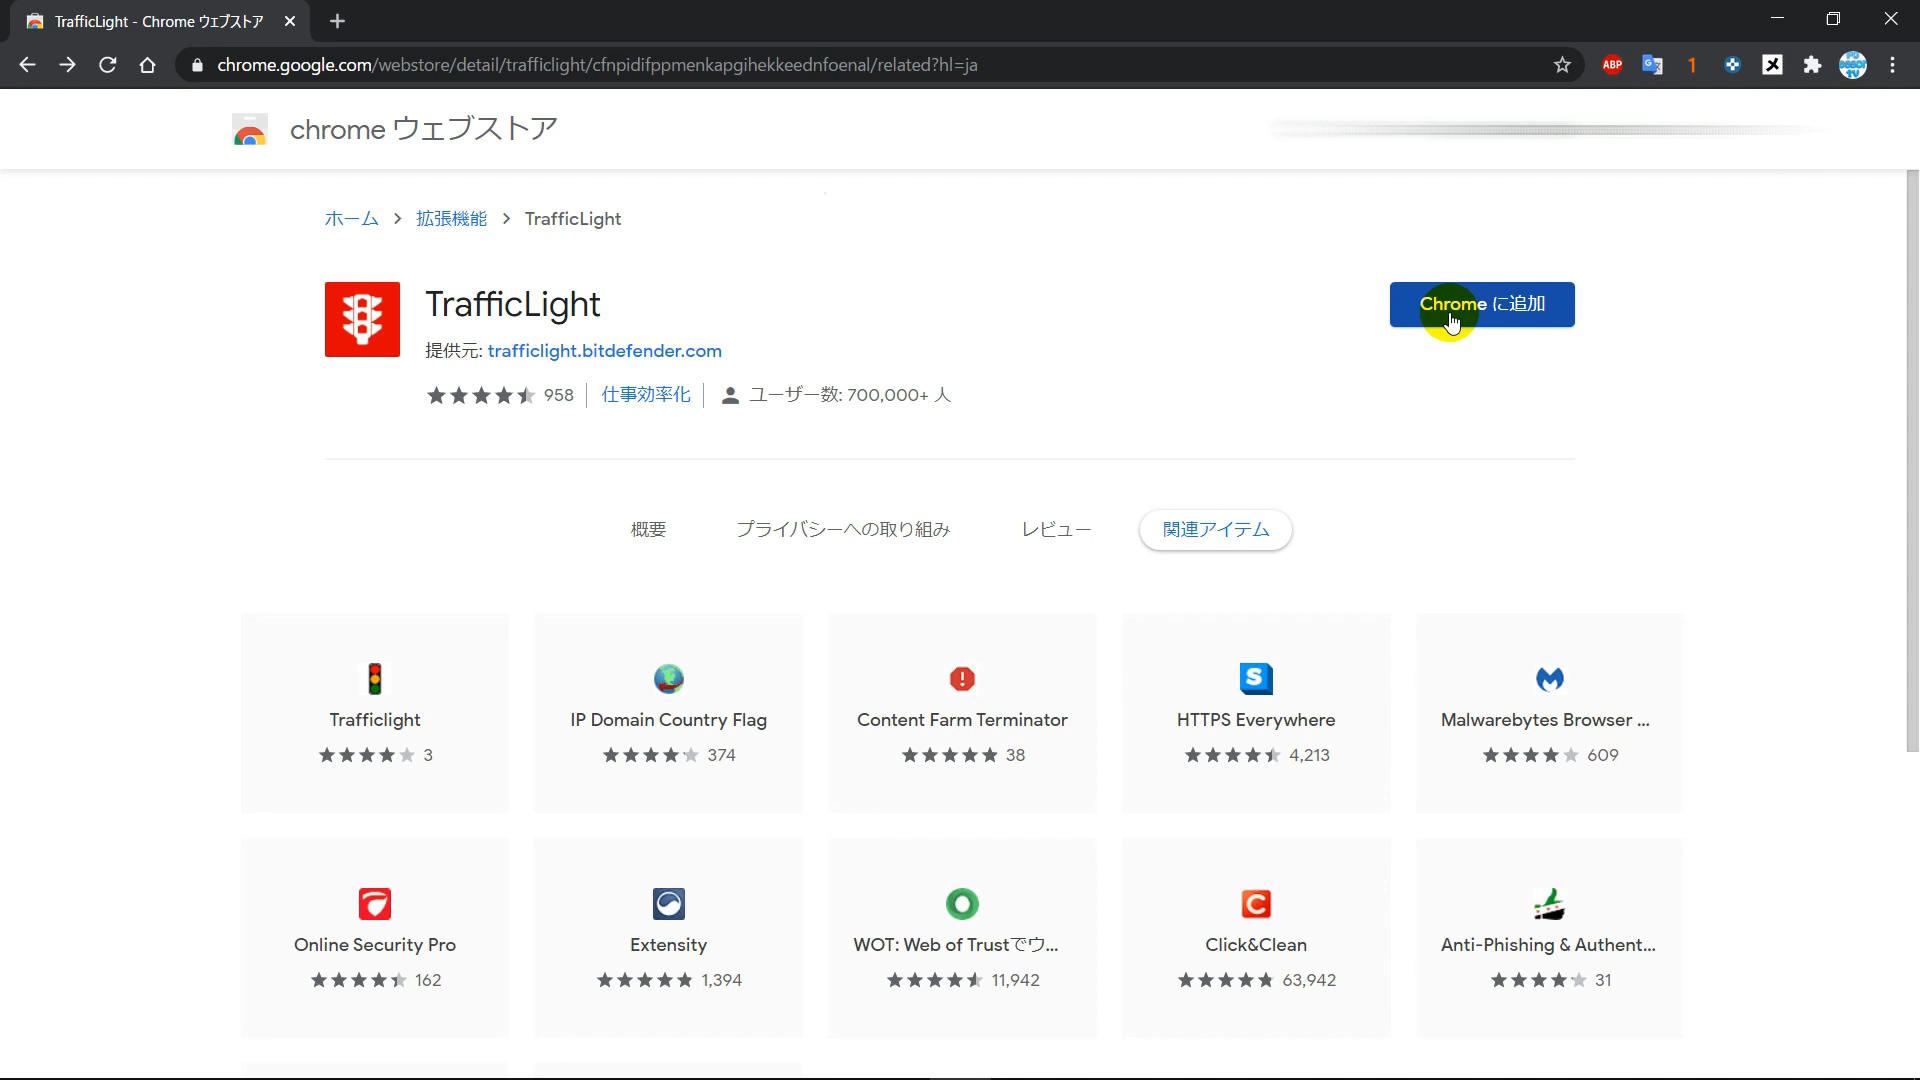 TrafficLight - Chrome ウェブストア
chrome.google.com/webstore/detail/trafficlight/cfnpidifppmenkapgihekkeednfoenal/related?hl=ja
ABP
1
chrome ウェブストア
ホーム > 拡張機能 > TrafficLight
TrafficLight
Chrome に追加
提供元: trafficlight.bitdefender.com
958 仕事効率化 ユーザー数: 700,000+ 人
概要 プライバシーへの取り組み レビュー 関連アイテム
Trafficlight IP Domain Country Flag Content Farm Terminator HTTPS Everywhere Malwarebytes Browser ...
3 374 38 4,213 609
Online Security Pro Extensity WOT: Web of Trustでウ... Click&Clean Anti-Phishing & Authent...
162 1,394 11,942 63,942 31